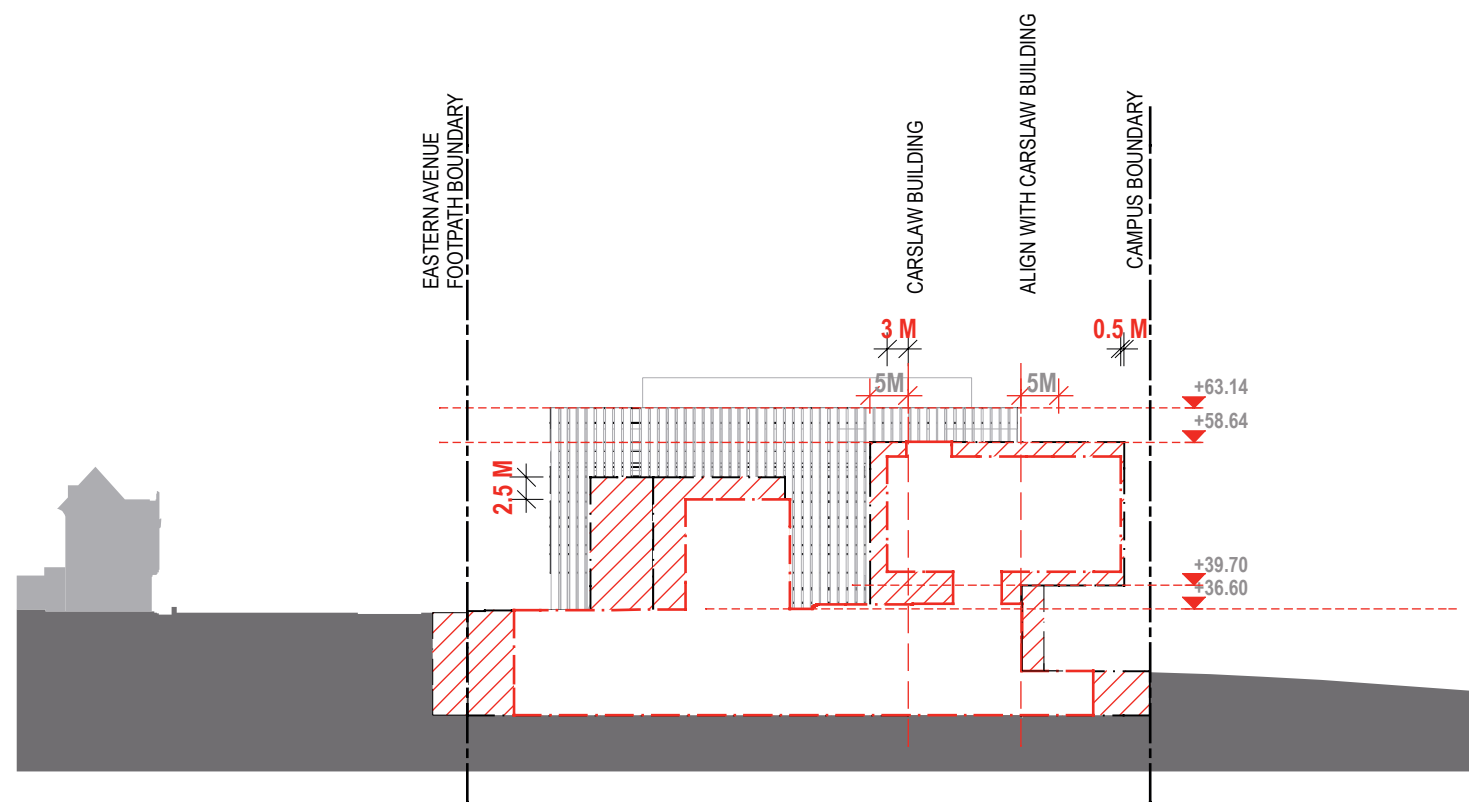 EASTERN AVENUE
FOOTPATH BOUNDARY
CARSLAW BUILDING
ALIGN WITH CARSLAW BUILDING
CAMPUS BOUNDARY
3 M
0.5 M
5M
5M
+63.14
+58.64
2.5 M
+39.70
+36.60